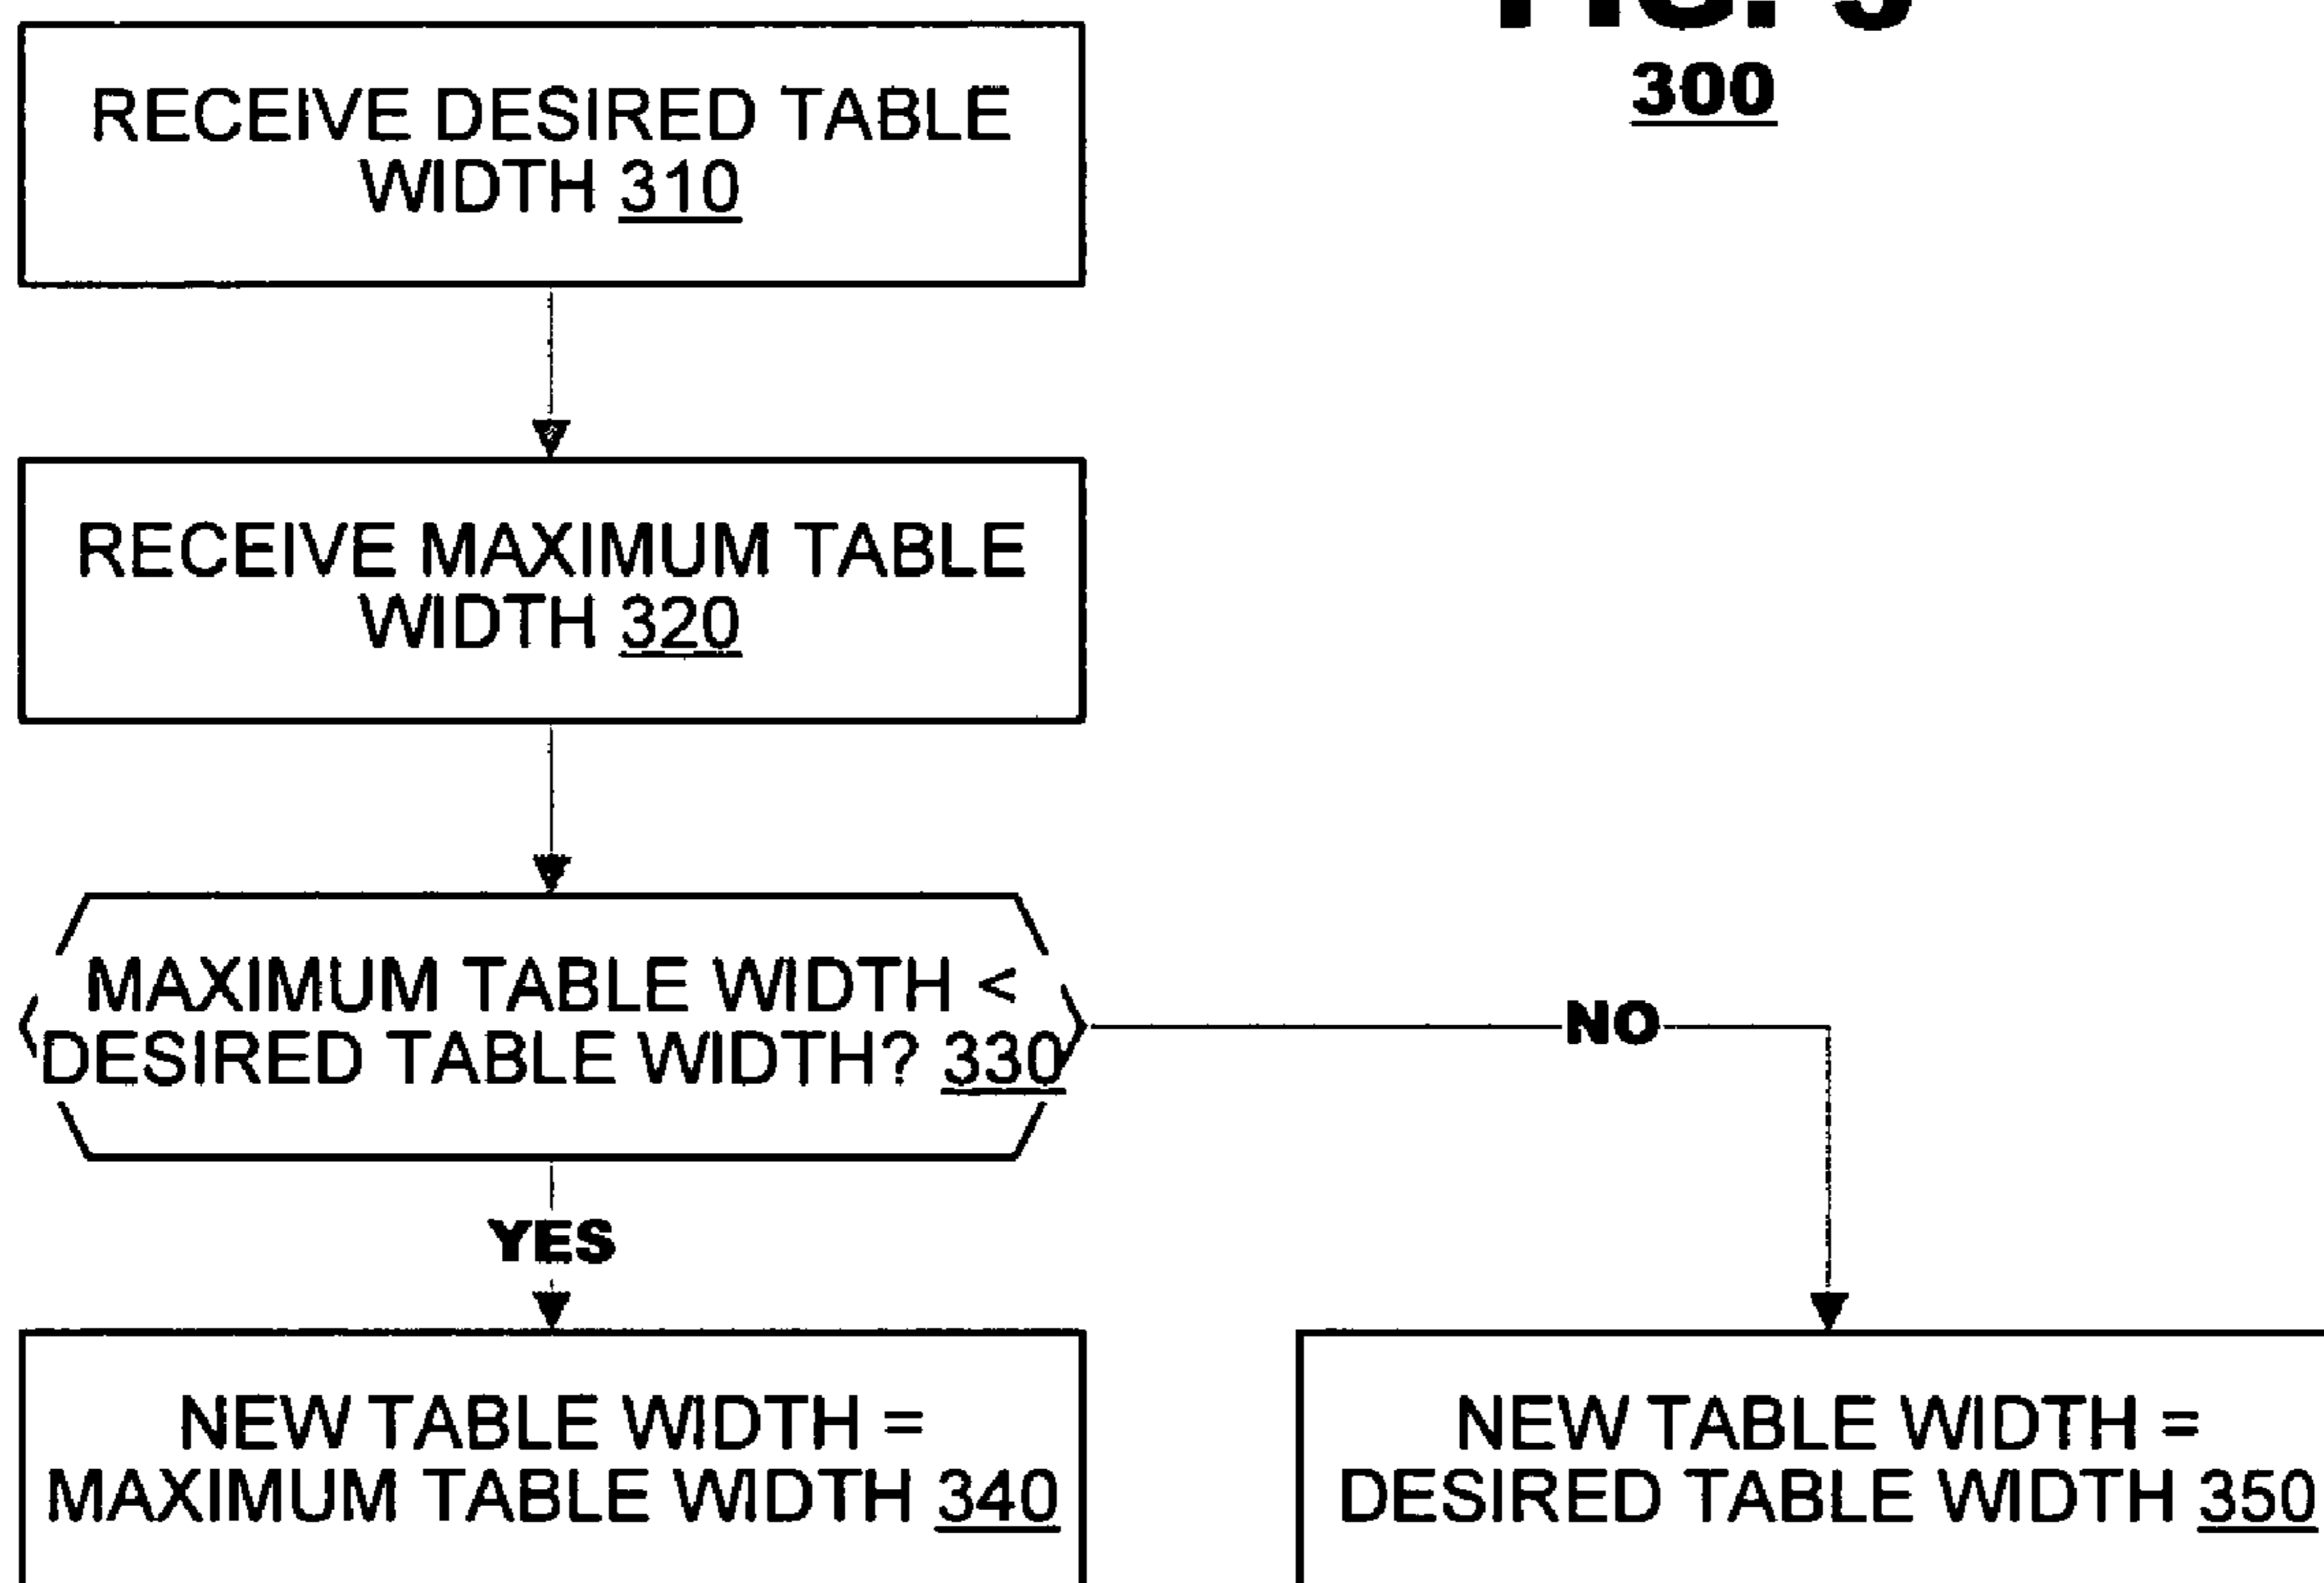 300
RECEIVE DESIRED TABLE
WIDTH 310
RECEIVE MAXIMUM TABLE
WIDTH 320
MAXIMUM TABLE WIDTH <
DESIRED TABLE WIDTH? 330
NO
YES
NEW TABLE WIDTH =
MAXIMUM TABLE WIDTH 340
NEW TABLE WIDTH =
DESIRED TABLE WIDTH 350